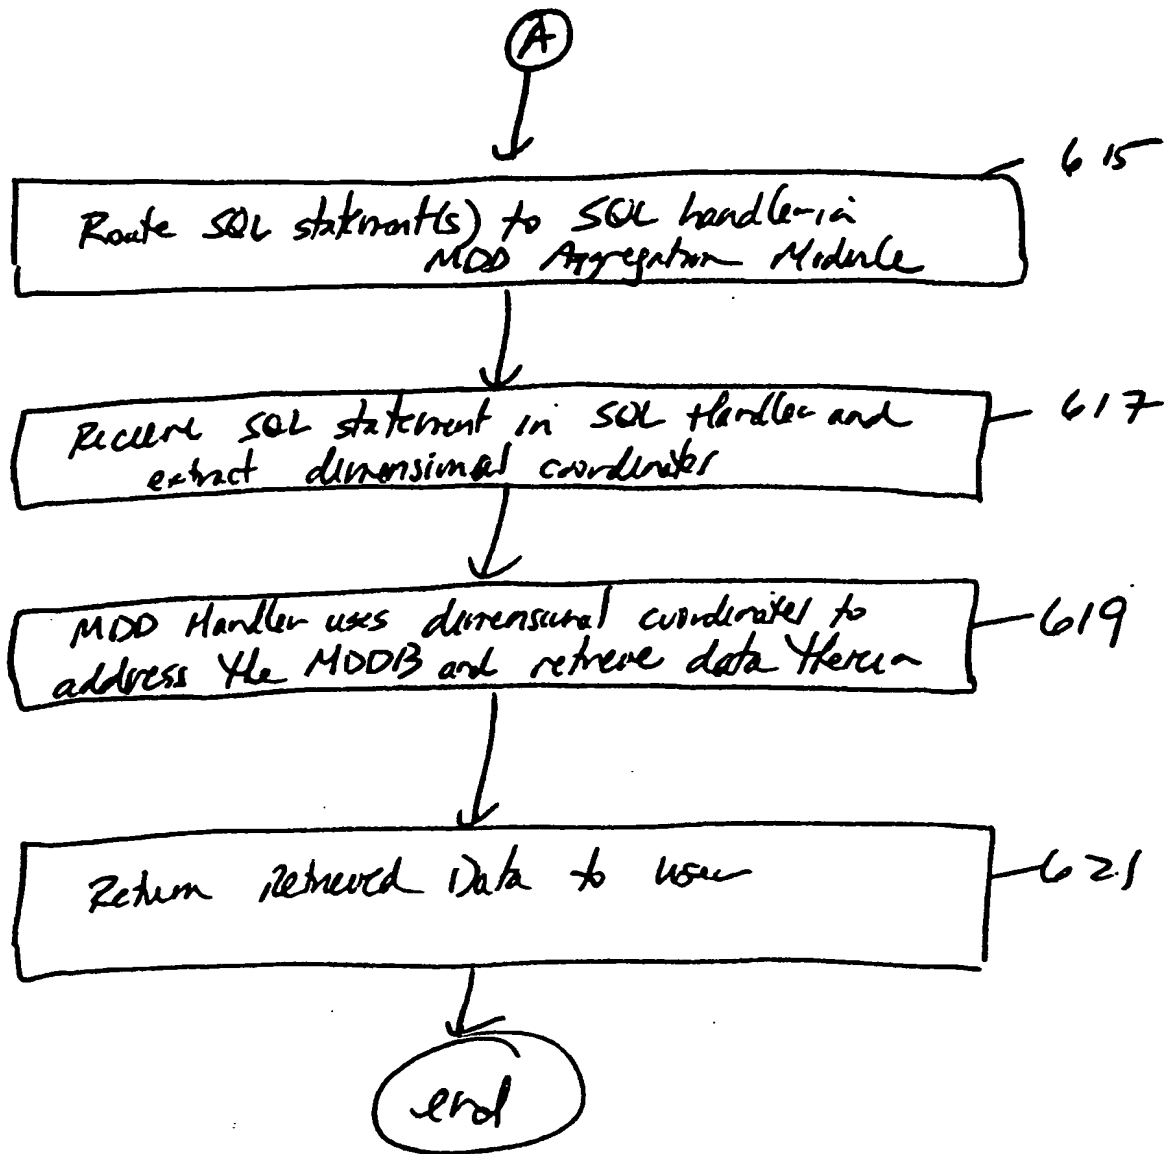 A
615
Route SQL statement(s) to SQL handler in
MDD Aggregation Module
617
Receive SQL statement in SQL Handler and
extract dimensional coordinates
619
MDD Handler uses dimensional coordinates to
address the MDDB and retrieve data therein
621
Return Retrieved Data to user
end